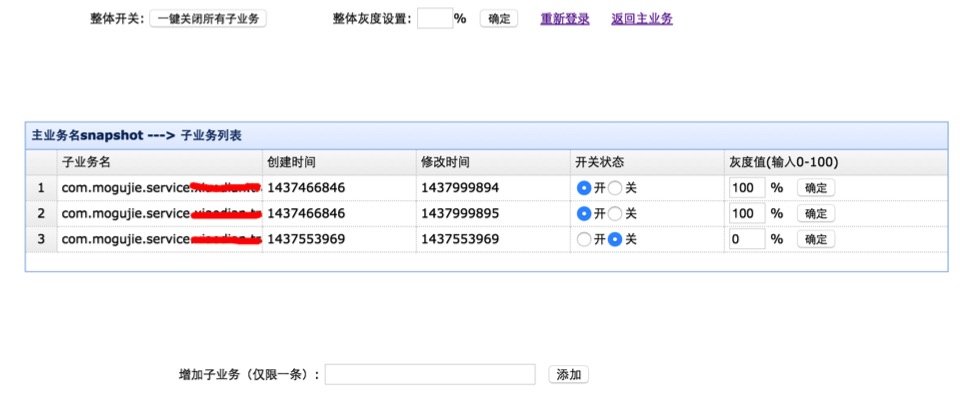 整体开关: 一键关闭所有子业务 整体灰度设置: % 确定 重新登录 返回主业务
主业务名snapshot ---> 子业务列表
子业务名 创建时间 修改时间 开关状态 灰度值(输入0-100)
1 com.mogujie.service. 1437466846 1437999894 开 关 100 % 确定
2 com.mogujie.service. 1437466846 1437999895 开 关 100 % 确定
3 com.mogujie.service. 1437553969 1437553969 开 关 0 % 确定
增加子业务（仅限一条）: 添加